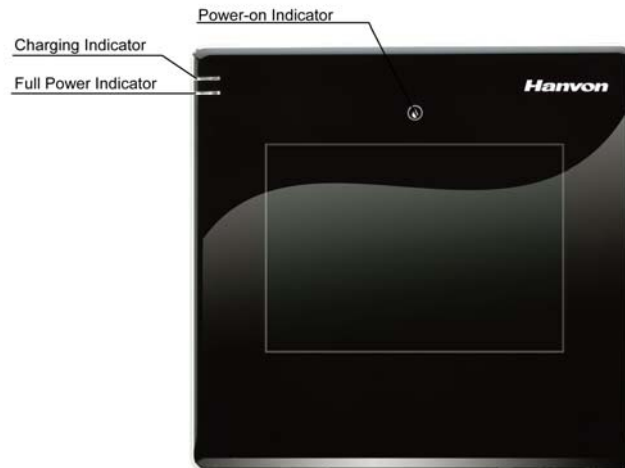 Power-on Indicator
Charging Indicator
Full Power Indicator
Hanvon